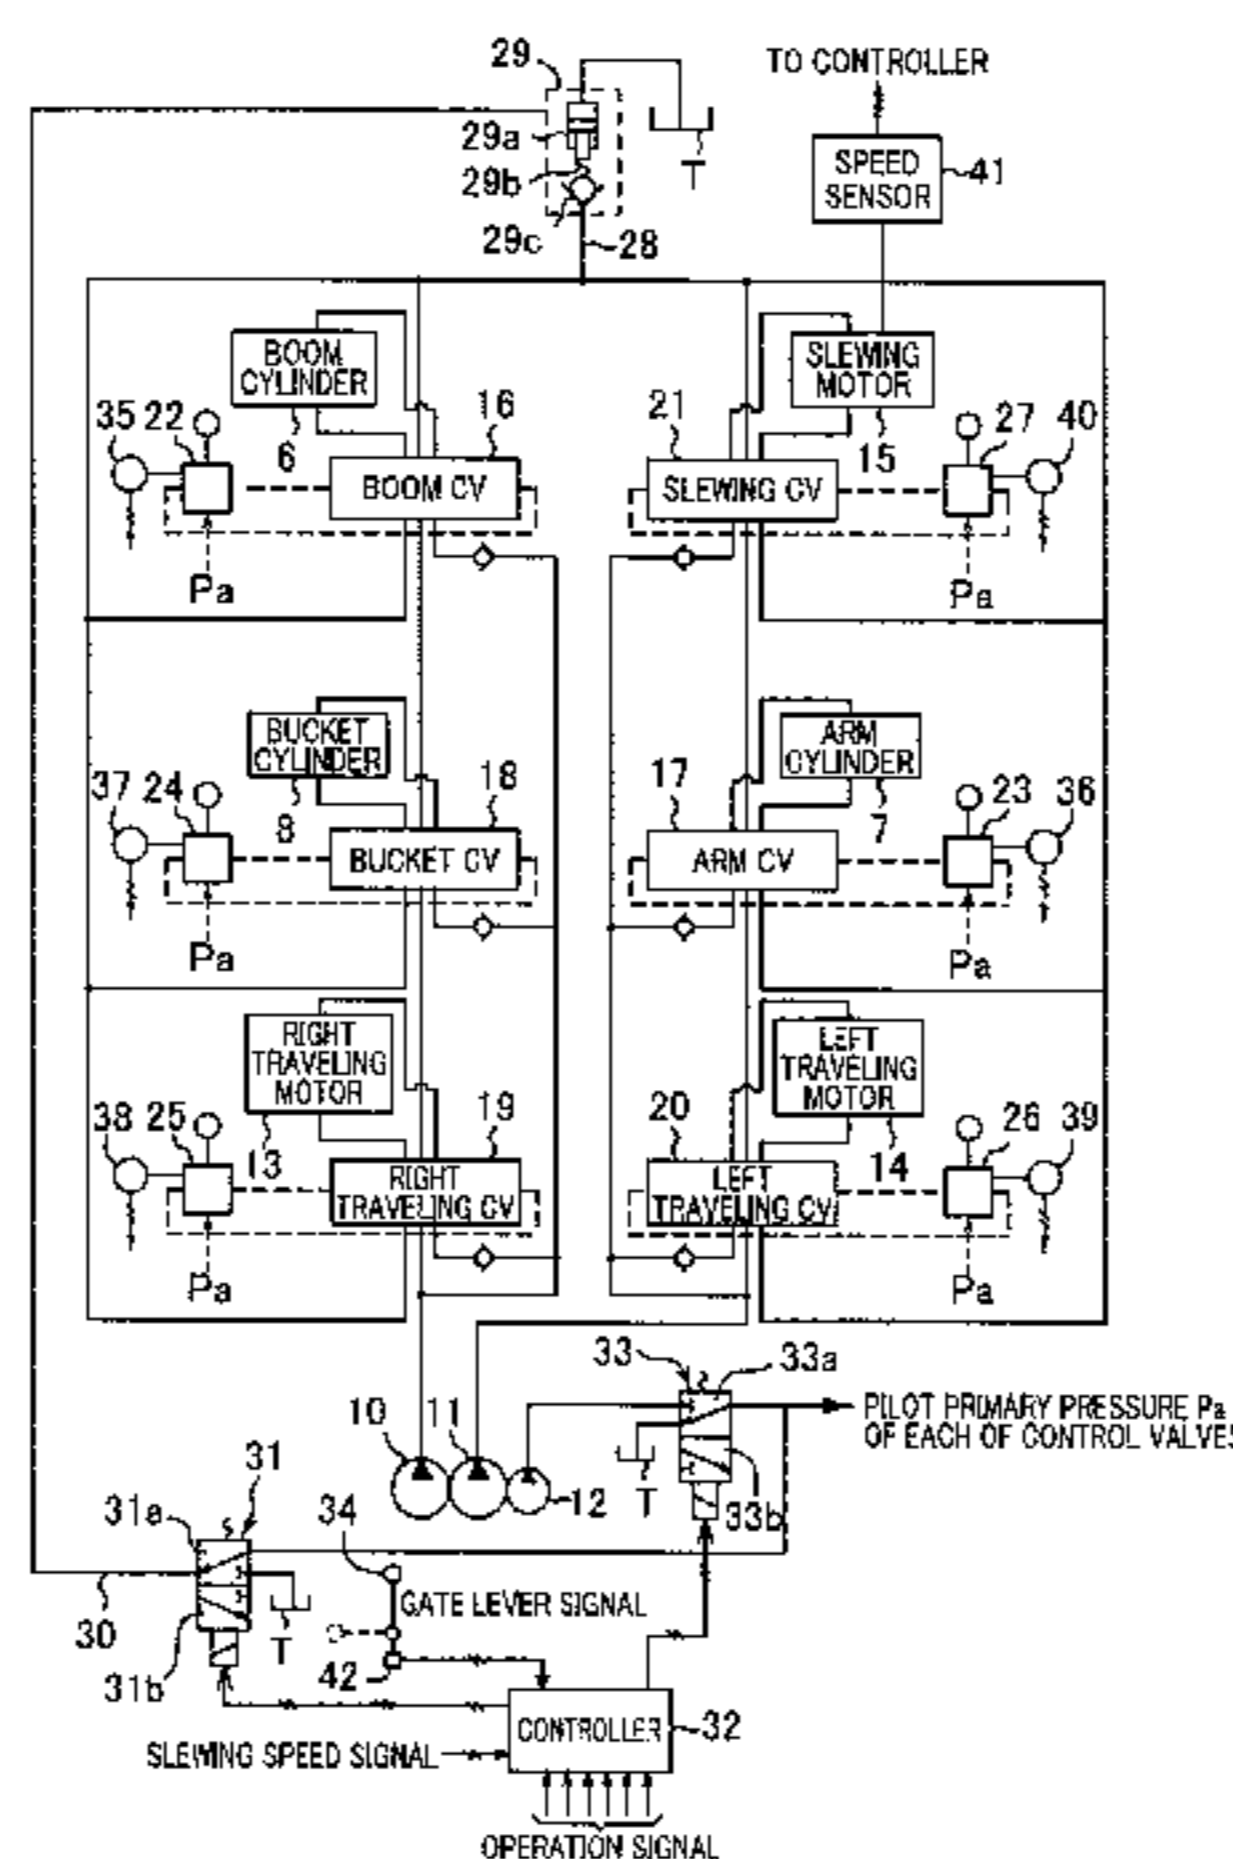 29
TO CONTROLLER
29a
29b
T
SPEED
SENSOR
41
29c
28
BOOM
CYLINDER
SLEWING
MOTOR
35
22
6
16
21
15
27
40
BOOM CV
SLEWING CV
Pa
Pa
BUCKET
CYLINDER
ARM
CYLINDER
37
24
8
18
17
7
23
36
BUCKET CV
ARM CV
Pa
Pa
RIGHT
TRAVELING
MOTOR
LEFT
TRAVELING
MOTOR
38
25
13
19
20
14
26
39
RIGHT
TRAVELING CV
LEFT
TRAVELING CV
Pa
Pa
33
33a
10
11
12
PILOT PRIMARY PRESSURE Pa
OF EACH OF CONTROL VALVES
T
33b
31
31a
34
GATE LEVER SIGNAL
30
T
42
31b
CONTROLLER
32
SLEWING SPEED SIGNAL
OPERATION SIGNAL